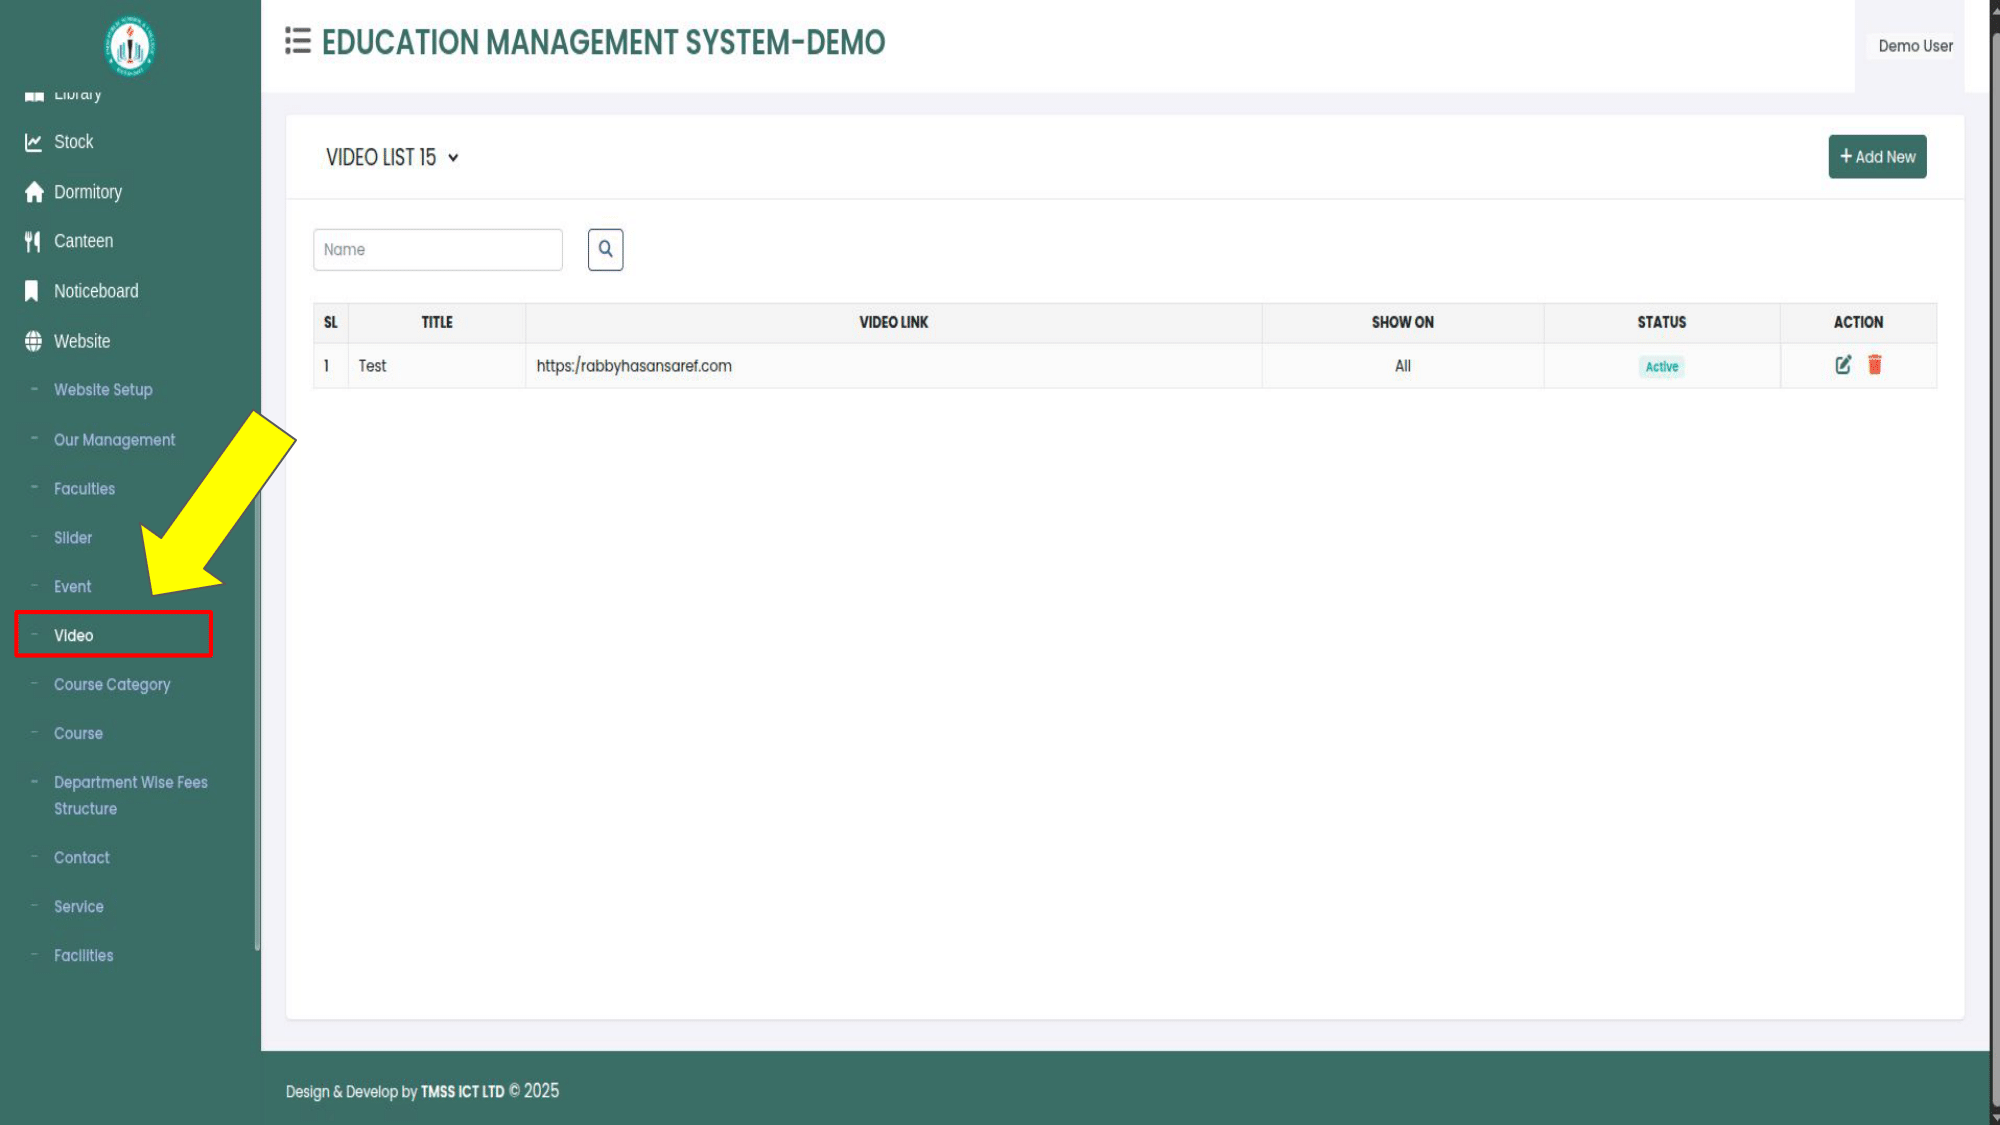 EDUCATION MANAGEMENT SYSTEM-DEMO
Demo User
Library
Stock
Dormitory
Canteen
Noticeboard
Website
- Website Setup
- Our Management
- Faculties
- Slider
- Event
- Video
- Course Category
- Course
- Department Wise Fees
Structure
- Contact
- Service
- Facilities
VIDEO LIST 15
+ Add New
Name
SL TITLE VIDEO LINK SHOW ON STATUS ACTION
1 Test https:/rabbyhasansaref.com All Active
Design & Develop by TMSS ICT LTD © 2025